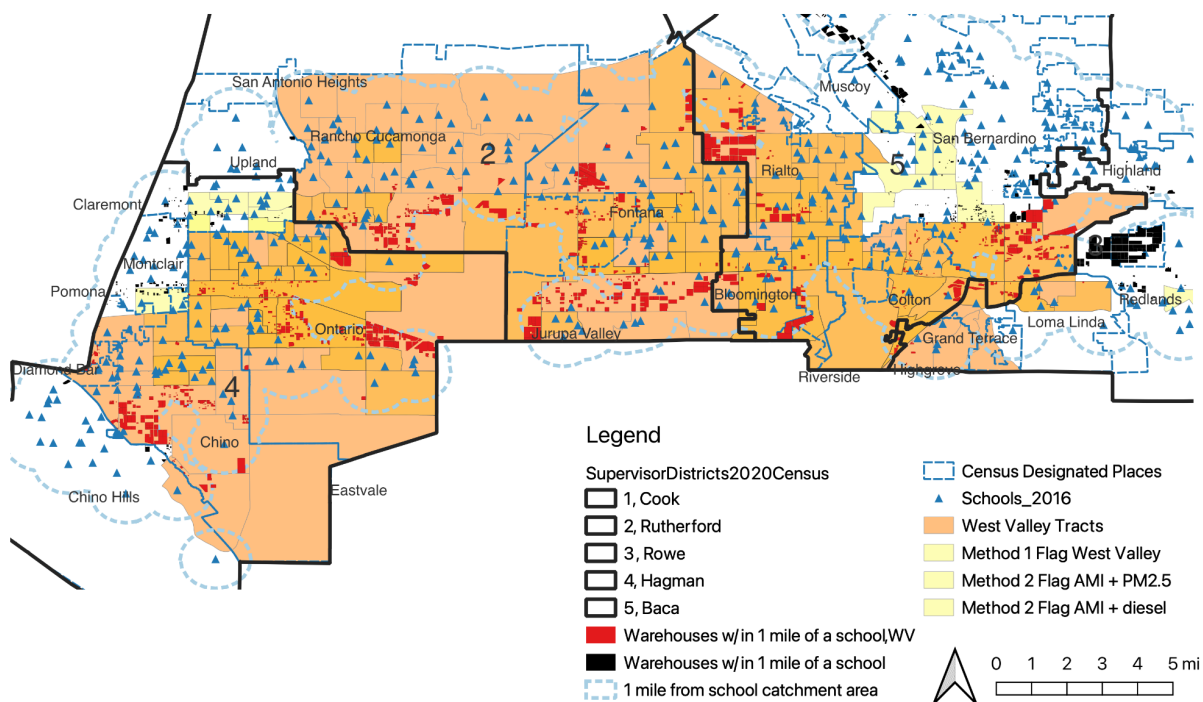 San Antonio Heights
Muscoy
Rancho Cucamonga
San Bernardino
2
Upland
5
Rialto
Highland
Claremont
Fontana
Montclair
3
Pomona
Bloomington
Colton
Redlands
Ontario
Jurupa Valley
Loma Linda
Grand Terrace
Diamond Bar
Riverside
Highgrove
4
Chino
Eastvale
Chino Hills
Legend
SupervisorDistricts2020Census
1, Cook
2, Rutherford
3, Rowe
4, Hagman
5, Baca
Warehouses w/in 1 mile of a school,WV
Warehouses w/in 1 mile of a school
1 mile from school catchment area
Census Designated Places
Schools_2016
West Valley Tracts
Method 1 Flag West Valley
Method 2 Flag AMI + PM2.5
Method 2 Flag AMI + diesel
0 1 2 3 4 5 mi